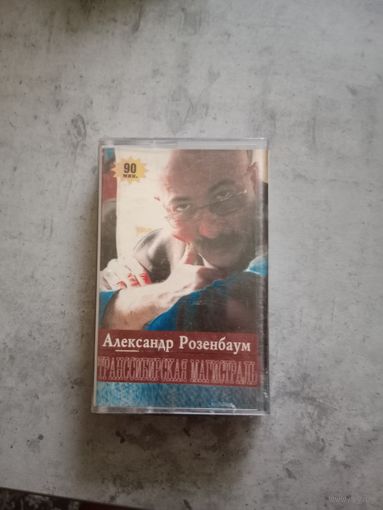 90
мин.
Александр Розенбаум
ТРАНССИБИРСКАЯ МАГИСТРАЛЬ